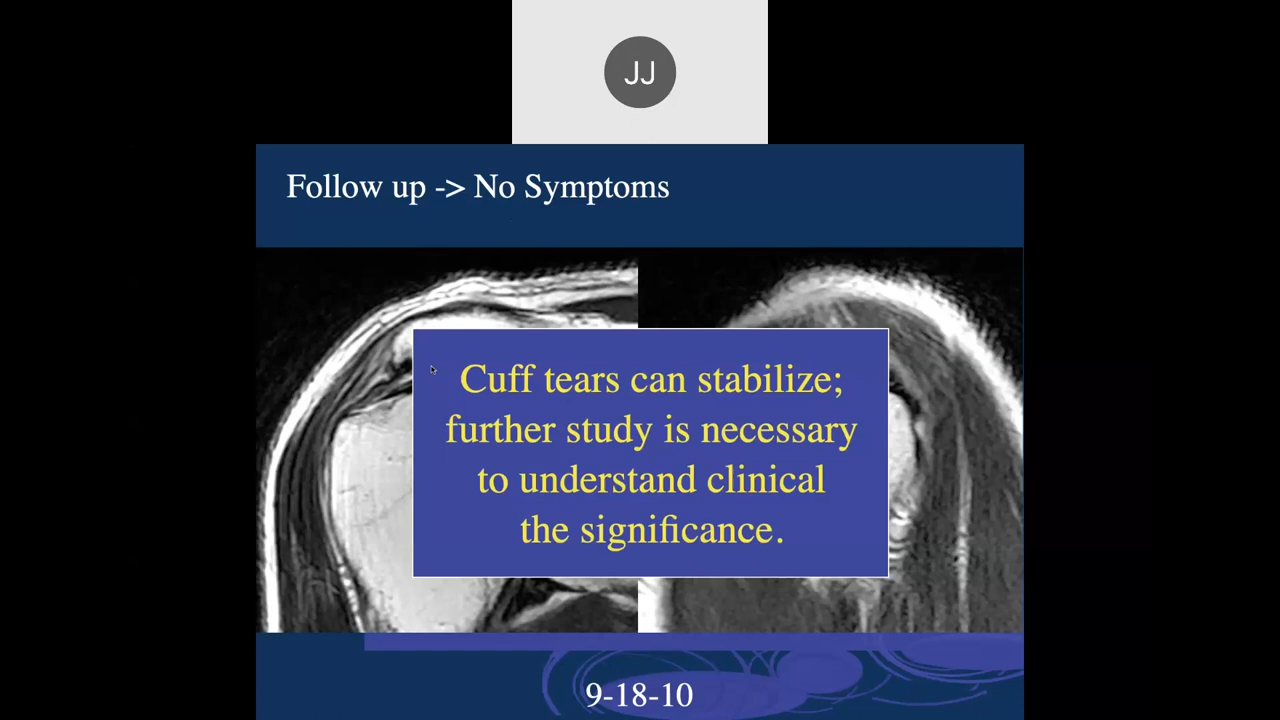 JJ
Follow up -> No Symptoms
Cuff tears can stabilize;
further study is necessary
to understand clinical
the significance.
9-18-10